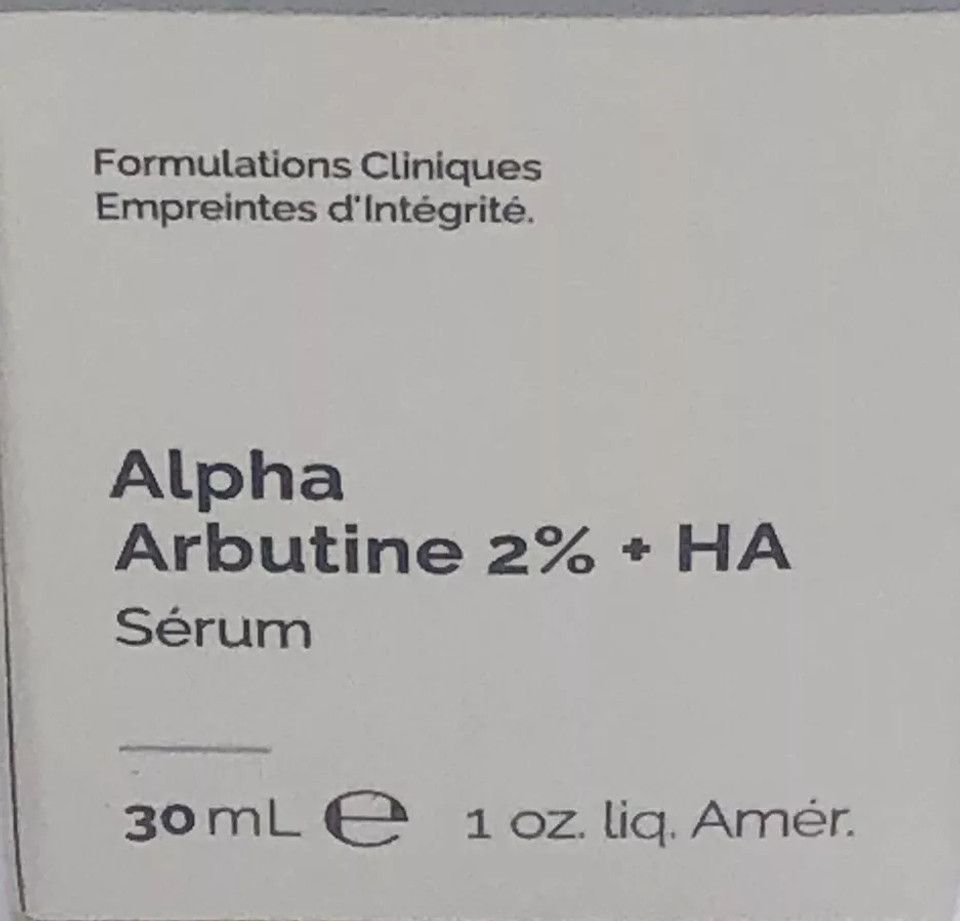 Formulations Cliniques
Empreintes d'Intégrité.
Alpha
Arbutine 2% + HA
Sérum
30 mL ℮ 1 oz. liq. Amér.